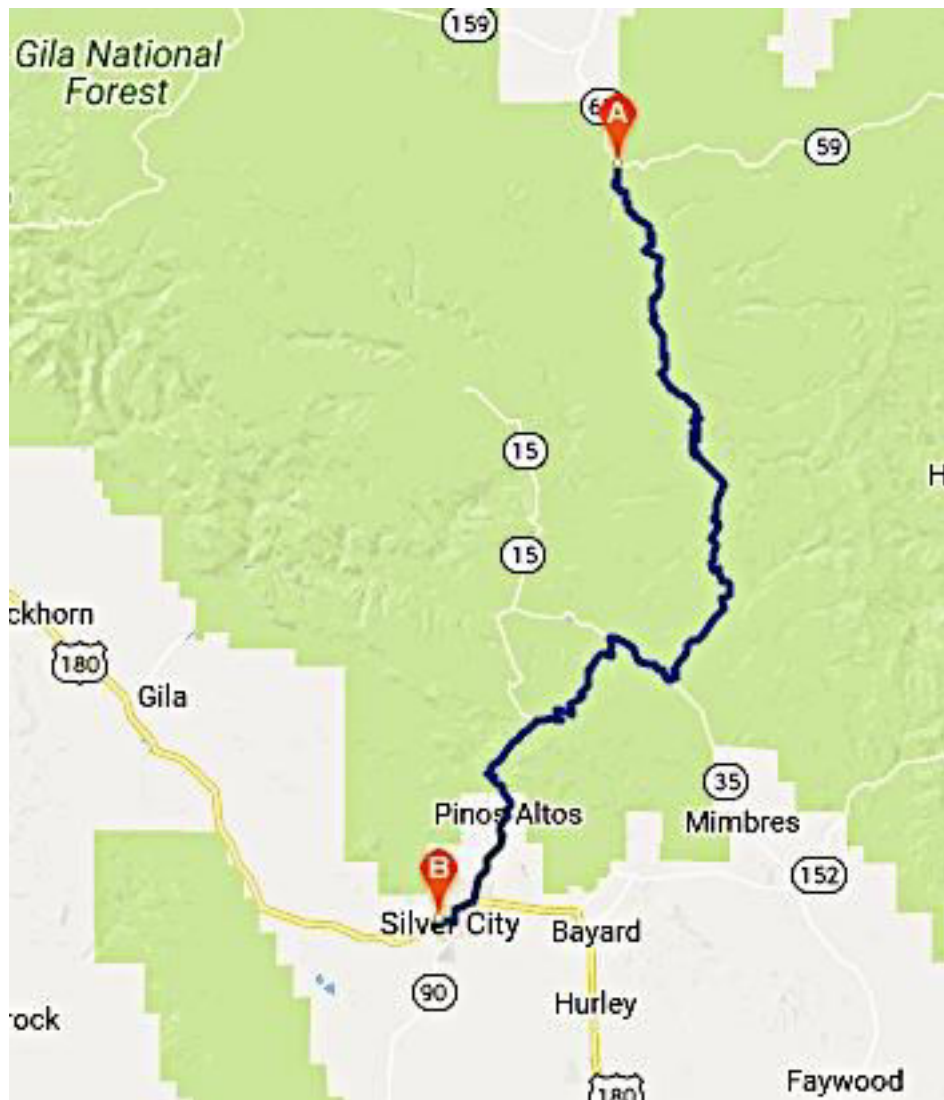 159
Gila National
Forest
A
59
15
H
15
ckhorn
180
Gila
35
Pinos Altos
Mimbres
152
B
Silver City
Bayard
90
Hurley
rock
Faywood
180